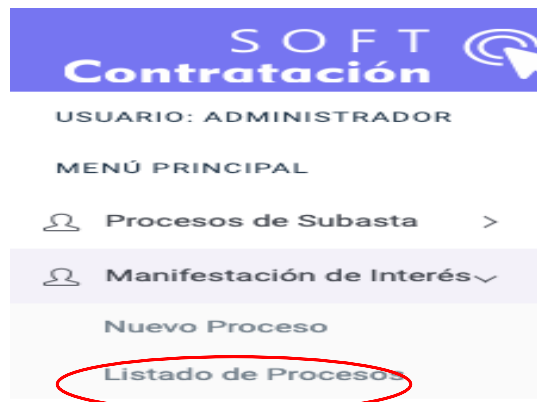 SOFT
Contratación
USUARIO: ADMINISTRADOR
MENÚ PRINCIPAL
Procesos de Subasta >
Manifestación de Interés
Nuevo Proceso
Listado de Procesos